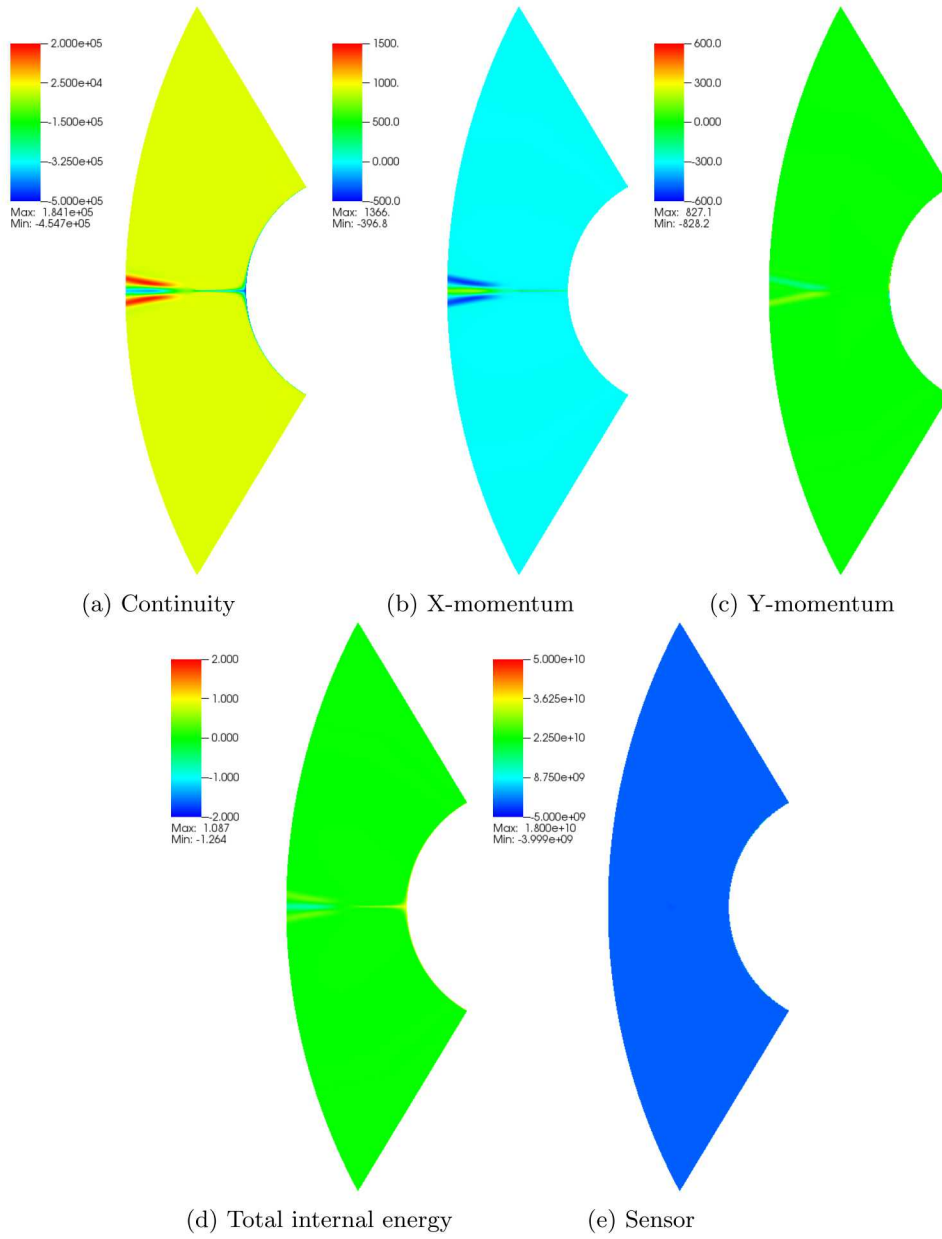 2.000e+05
2.500e+04
-1.500e+05
-3.250e+05
-5.000e+05
Max: 1.841e+05
Min: -4.547e+05
1500.
1000.
500.0
0.000
-500.0
Max: 1366.
Min: -396.8
600.0
300.0
0.000
-300.0
-600.0
Max: 827.1
Min: -828.2
(a) Continuity
(b) X-momentum
(c) Y-momentum
2.000
1.000
0.000
-1.000
-2.000
Max: 1.087
Min: -1.264
5.000e+10
3.625e+10
2.250e+10
8.750e+09
-5.000e+09
Max: 1.800e+10
Min: -3.999e+09
(d) Total internal energy
(e) Sensor